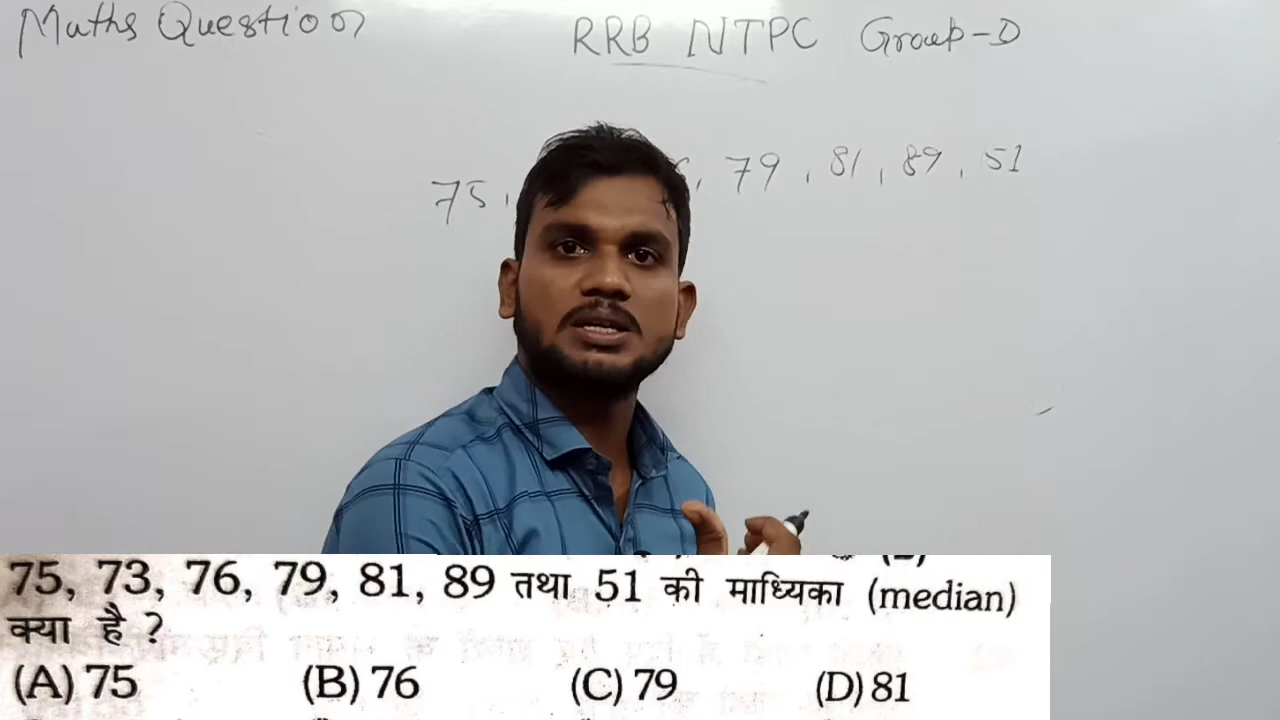 Maths Question
RRB NTPC Group-D
75, , 79, 81, 89, 51
75, 73, 76, 79, 81, 89 तथा 51 की माध्यिका (median)
क्या है ?
(A) 75 (B) 76 (C) 79 (D) 81